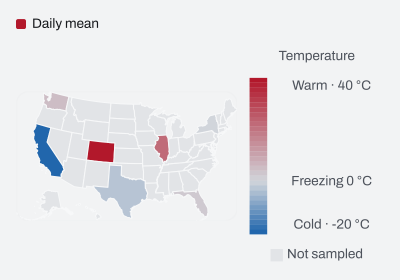 Daily mean
Temperature
Warm · 40 °C
Freezing 0 °C
Cold · -20 °C
Not sampled